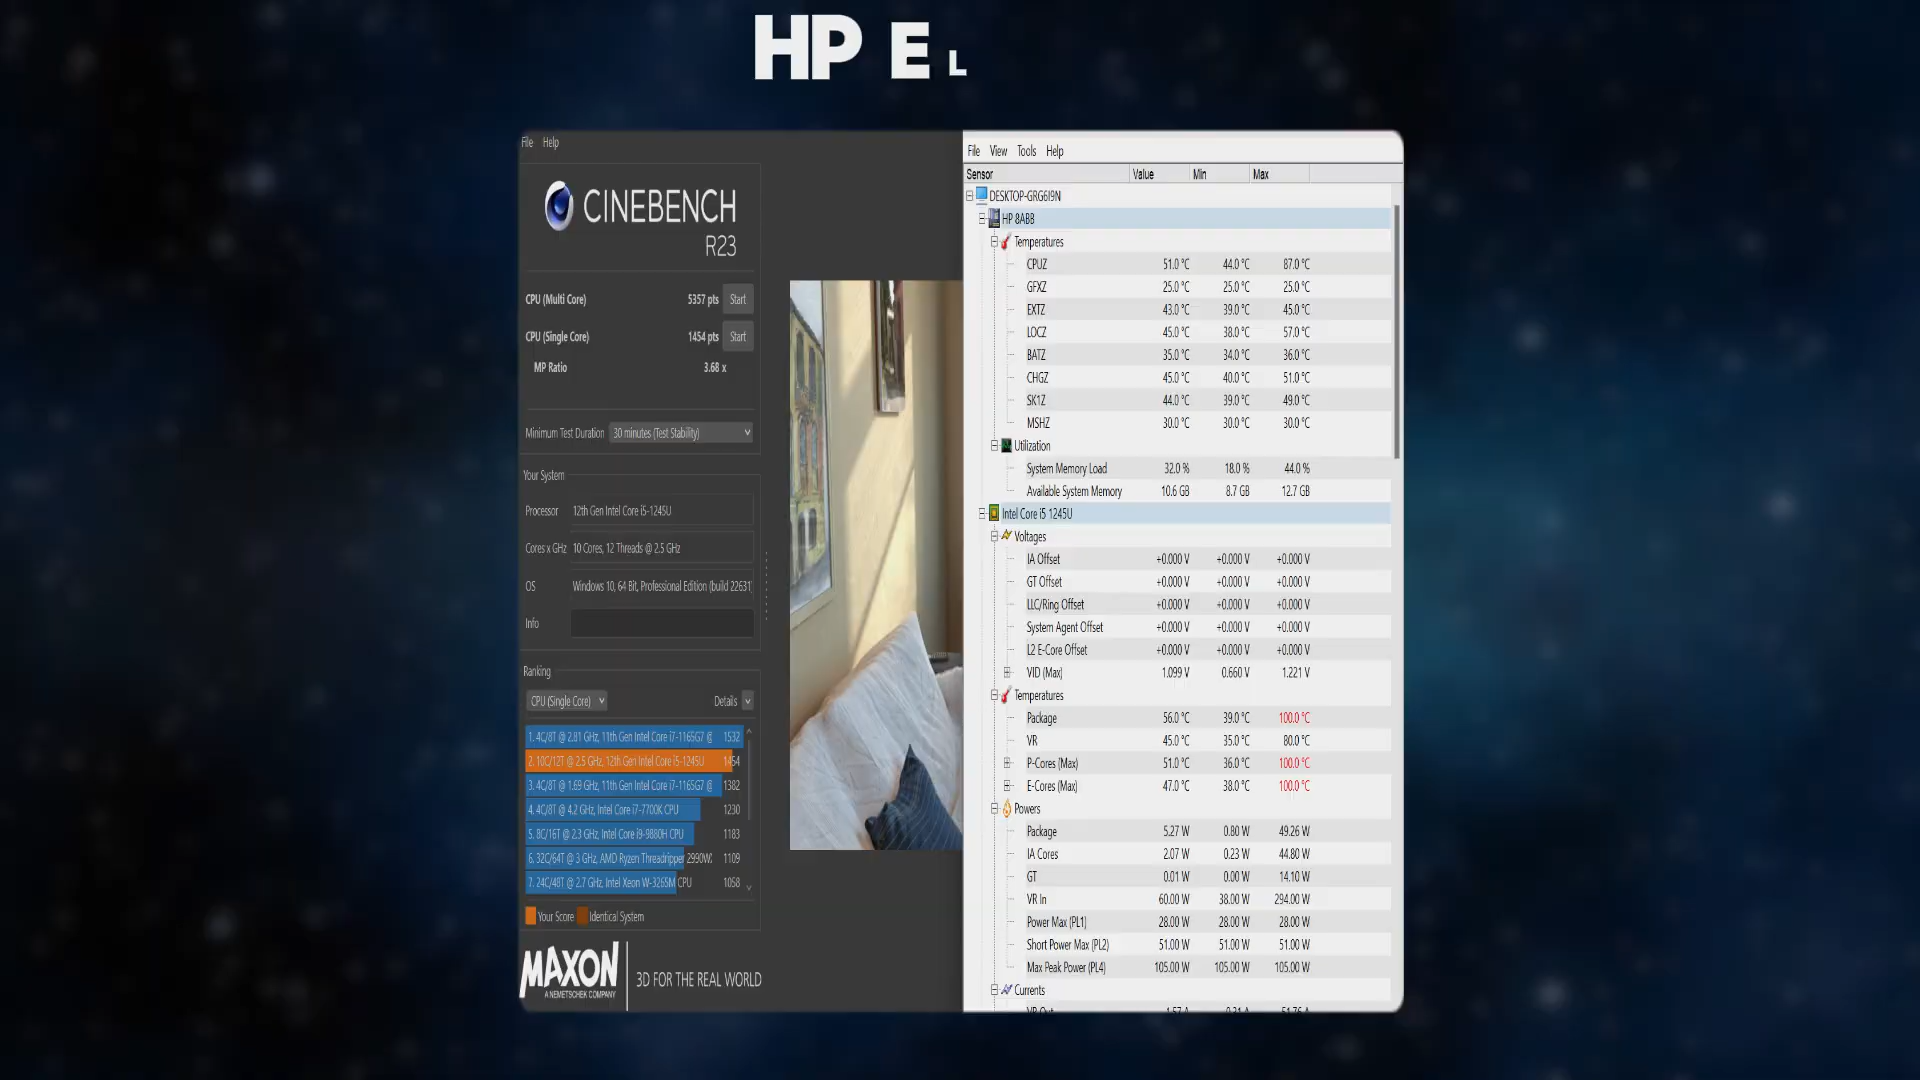 HP EL
File Help
CINEBENCH
R23
CPU (Multi Core) 5357 pts Start
CPU (Single Core) 1454 pts Start
MP Ratio 3.68 x
Minimum Test Duration 30 minutes (Test Stability)
Your System
Processor 12th Gen Intel Core i5-1245U
Cores x GHz 10 Cores, 12 Threads @ 2.5 GHz
OS Windows 10, 64 Bit, Professional Edition (build 22631)
Info
Ranking
CPU (Single Core) Details
1. 4C/8T @ 2.81 GHz, 11th Gen Intel Core i7-1165G7 @ 1532
2. 10C/12T @ 2.5 GHz, 12th Gen Intel Core i5-1245U 1454
3. 4C/8T @ 1.69 GHz, 11th Gen Intel Core i7-1165G7 @ 1382
4. 4C/8T @ 4.2 GHz, Intel Core i7-7700K CPU 1230
5. 8C/16T @ 2.3 GHz, Intel Core i9-9880H CPU 1183
6. 32C/64T @ 3 GHz, AMD Ryzen Threadripper 2990WX 1109
7. 24C/48T @ 2.7 GHz, Intel Xeon W-3265M CPU 1058
Your Score Identical System
MAXON
A NEMETSCHEK COMPANY
3D FOR THE REAL WORLD
File View Tools Help
Sensor Value Min Max
DESKTOP-GRG6I9N
HP 8ABB
Temperatures
CPUZ 51.0 °C 44.0 °C 87.0 °C
GFXZ 25.0 °C 25.0 °C 25.0 °C
EXTZ 43.0 °C 39.0 °C 45.0 °C
LOCZ 45.0 °C 38.0 °C 57.0 °C
BATZ 35.0 °C 34.0 °C 36.0 °C
CHGZ 45.0 °C 40.0 °C 51.0 °C
SK1Z 44.0 °C 39.0 °C 49.0 °C
MSHZ 30.0 °C 30.0 °C 30.0 °C
Utilization
System Memory Load 32.0 % 18.0 % 44.0 %
Available System Memory 10.6 GB 8.7 GB 12.7 GB
Intel Core i5 1245U
Voltages
IA Offset +0.000 V +0.000 V +0.000 V
GT Offset +0.000 V +0.000 V +0.000 V
LLC/Ring Offset +0.000 V +0.000 V +0.000 V
System Agent Offset +0.000 V +0.000 V +0.000 V
L2 E-Core Offset +0.000 V +0.000 V +0.000 V
VID (Max) 1.099 V 0.660 V 1.221 V
Temperatures
Package 56.0 °C 39.0 °C 100.0 °C
VR 45.0 °C 35.0 °C 80.0 °C
P-Cores (Max) 51.0 °C 36.0 °C 100.0 °C
E-Cores (Max) 47.0 °C 38.0 °C 100.0 °C
Powers
Package 5.27 W 0.80 W 49.26 W
IA Cores 2.07 W 0.23 W 44.80 W
GT 0.01 W 0.00 W 14.10 W
VR In 60.00 W 38.00 W 294.00 W
Power Max (PL1) 28.00 W 28.00 W 28.00 W
Short Power Max (PL2) 51.00 W 51.00 W 51.00 W
Max Peak Power (PL4) 105.00 W 105.00 W 105.00 W
Currents